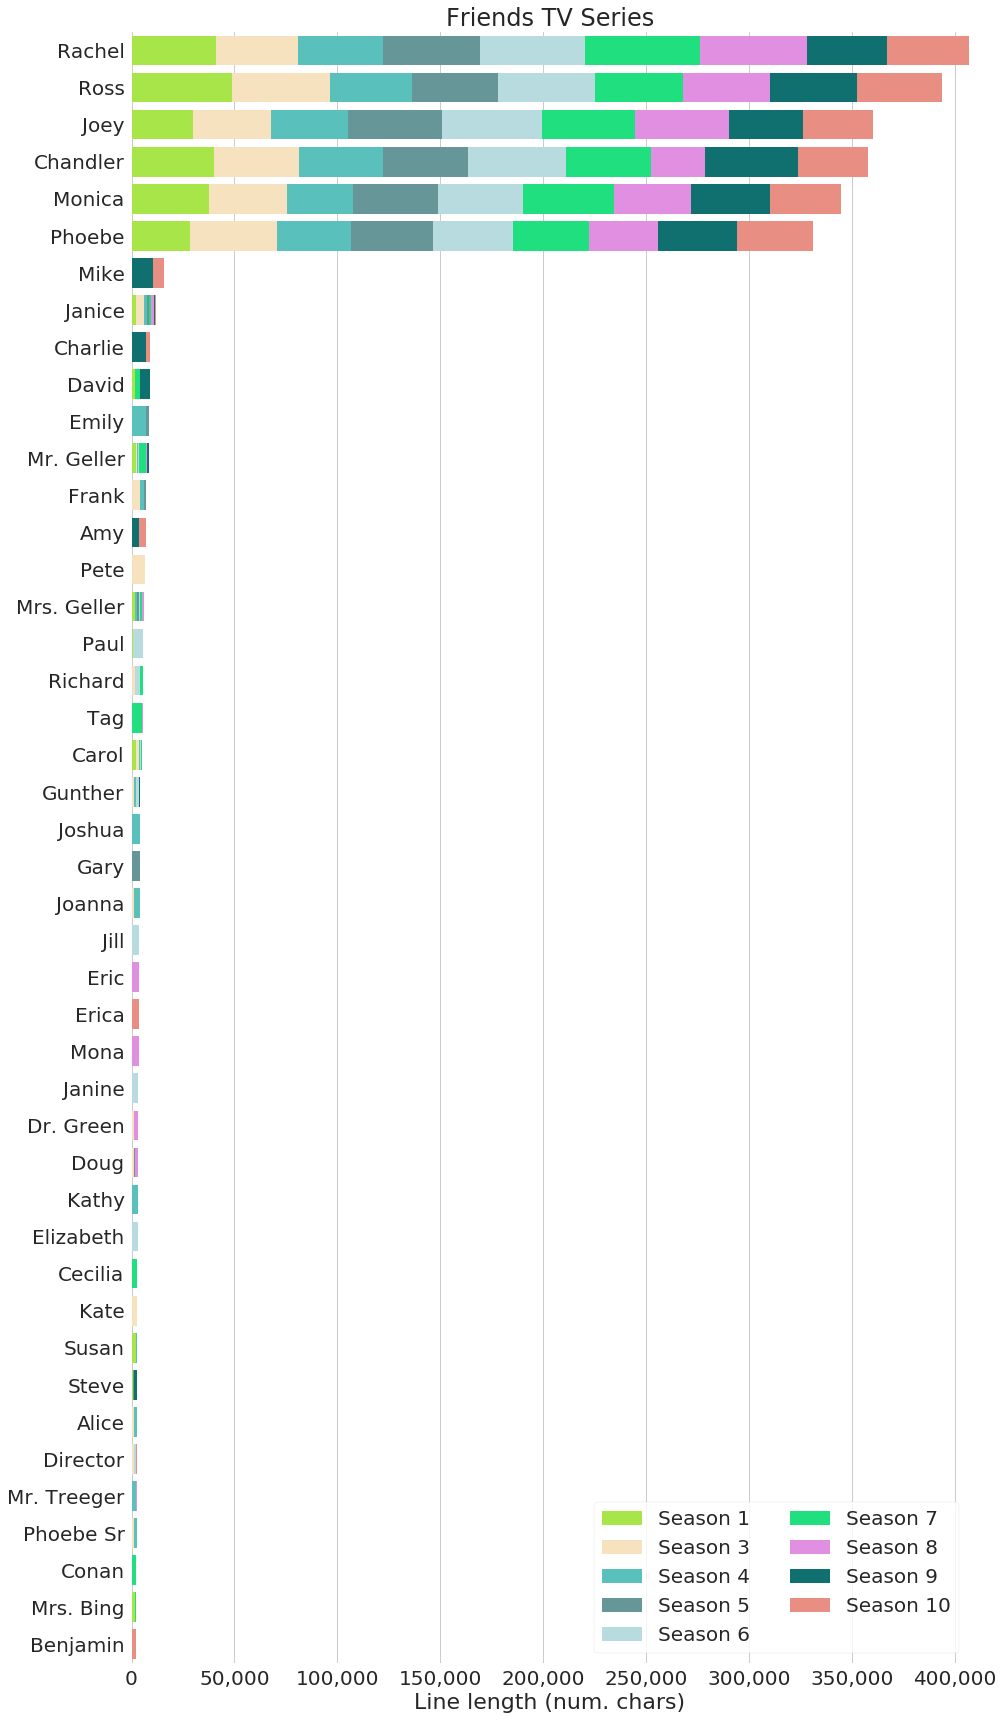 Friends TV Series
Rachel
Ross
Joey
Chandler
Monica
Phoebe
Mike
Janice
Charlie
David
Emily
Mr. Geller
Frank
Amy
Pete
Mrs. Geller
Paul
Richard
Tag
Carol
Gunther
Joshua
Gary
Joanna
Jill
Eric
Erica
Mona
Janine
Dr. Green
Doug
Kathy
Elizabeth
Cecilia
Kate
Susan
Steve
Alice
Director
Mr. Treeger
Phoebe Sr
Conan
Mrs. Bing
Benjamin
Season 1
Season 3
Season 4
Season 5
Season 6
Season 7
Season 8
Season 9
Season 10
0 50,000 100,000 150,000 200,000 250,000 300,000 350,000 400,000
Line length (num. chars)